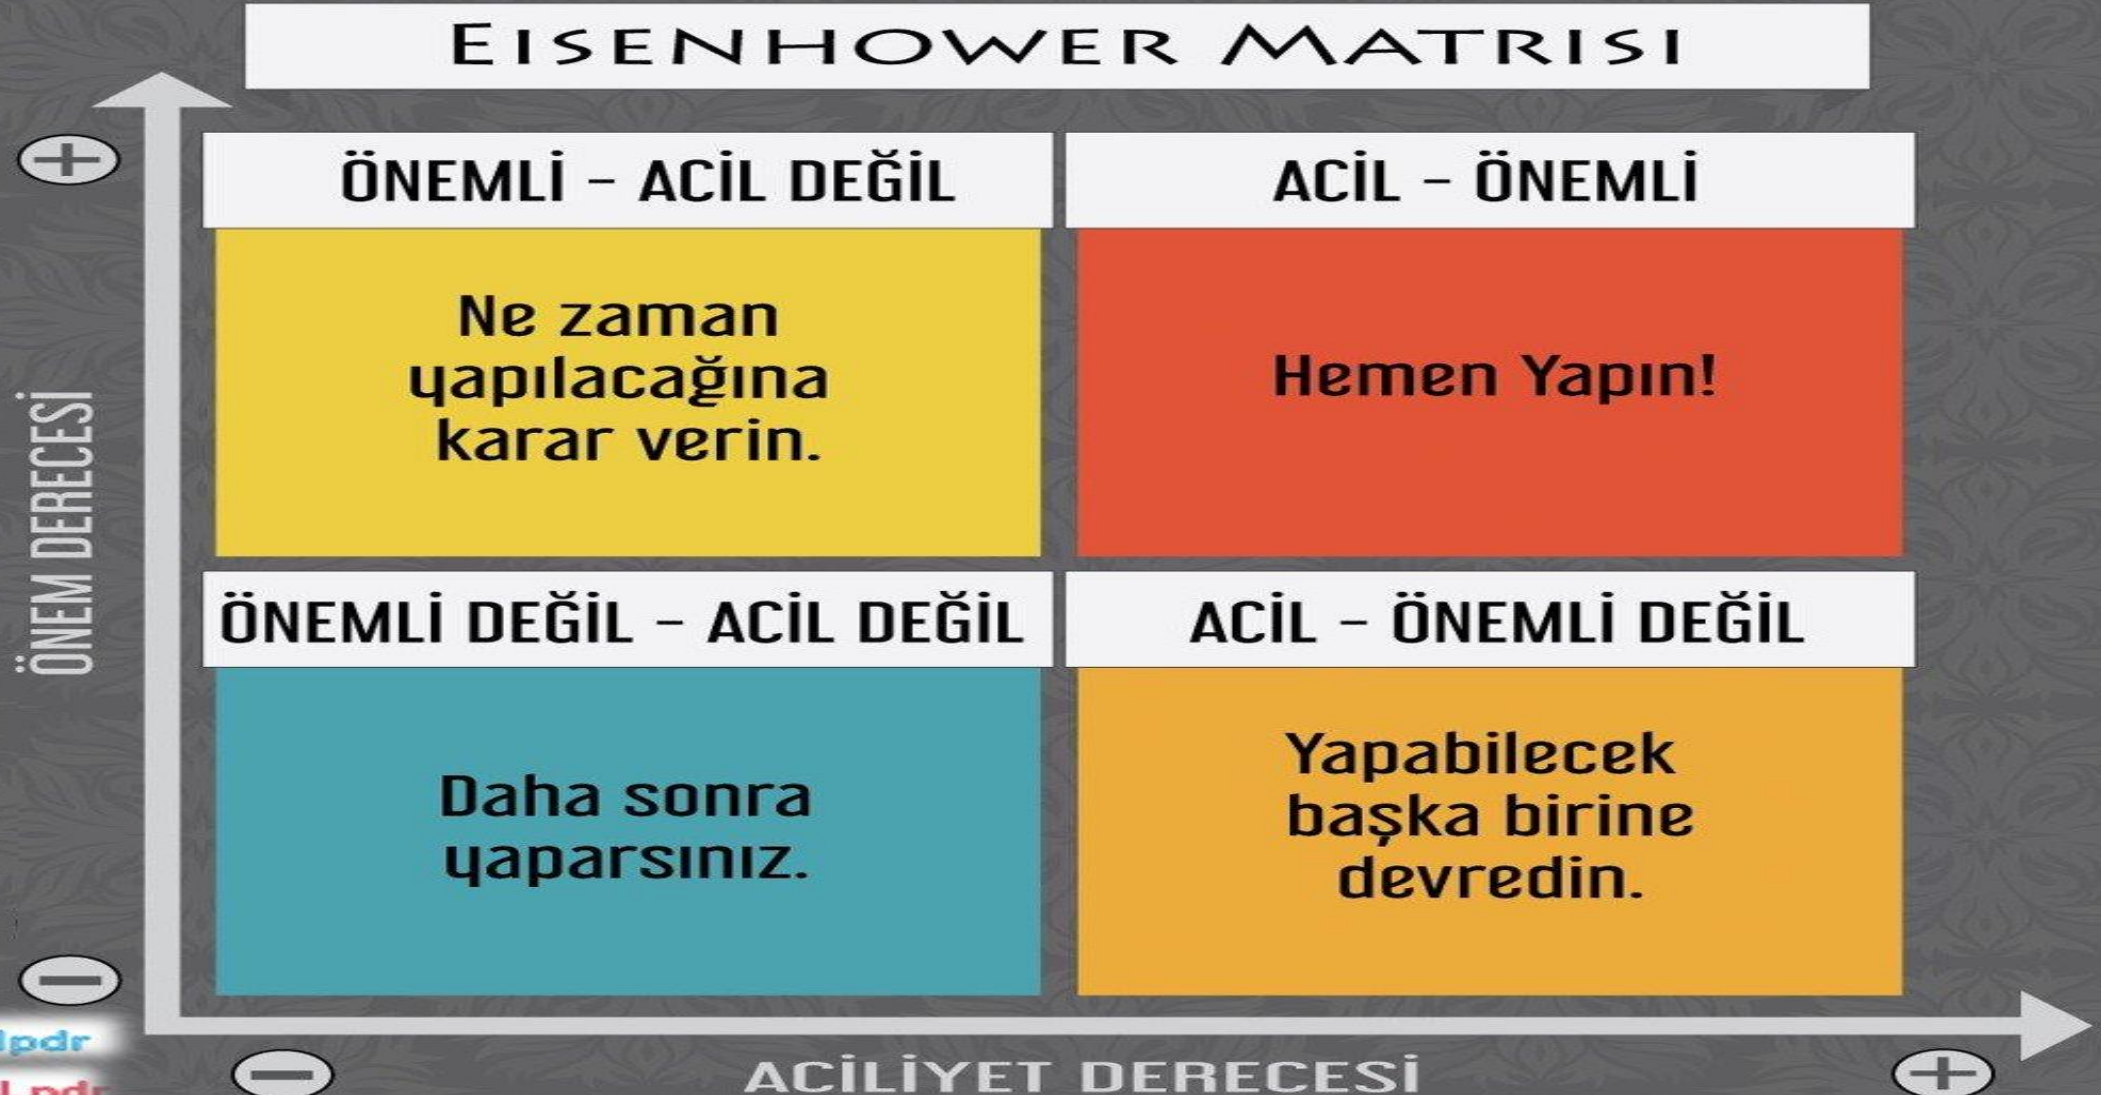 EISENHOWER MATRISI
ÖNEMLİ - ACİL DEĞİL
Ne zaman
yapılacağına
karar verin.
ACİL - ÖNEMLİ
Hemen Yapın!
ÖNEMLİ DEĞİL - ACİL DEĞİL
Daha sonra
yaparsınız.
ACİL - ÖNEMLİ DEĞİL
Yapabilecek
başka birine
devredin.
ÖNEM DERECESİ
ACİLİYET DERECESİ